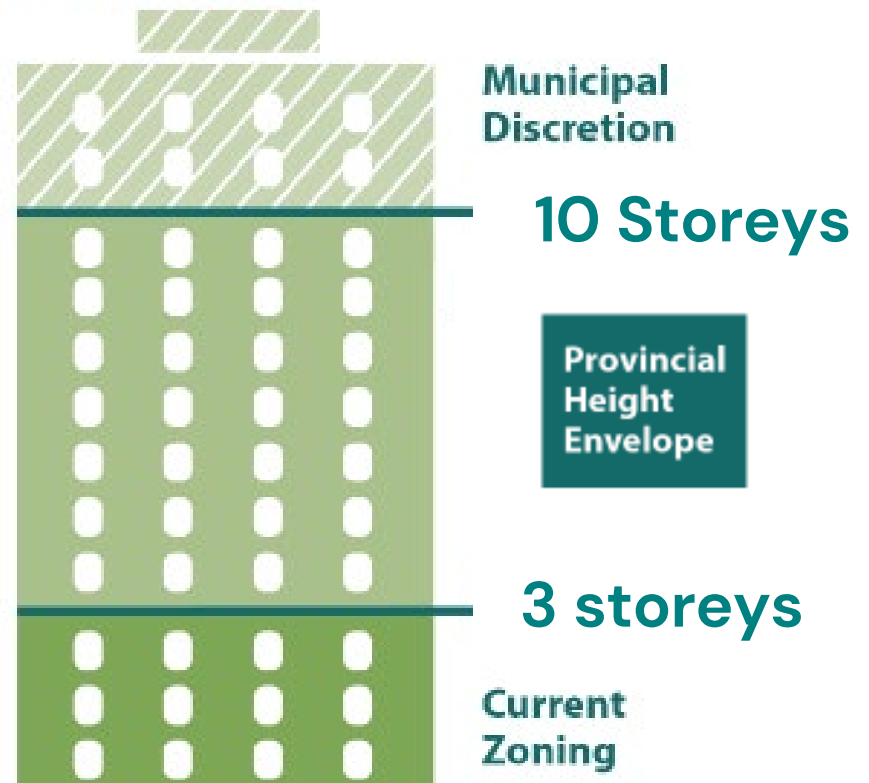 Municipal
Discretion
10 Storeys
Provincial
Height
Envelope
3 storeys
Current
Zoning